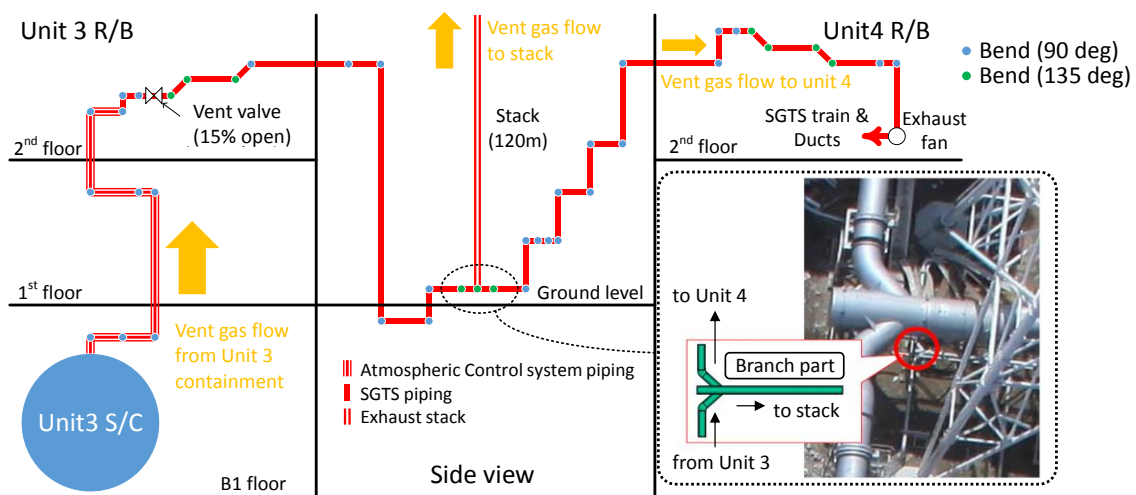 Unit 3 R/B
Vent gas flow
to stack
Unit4 R/B
Bend (90 deg)
Bend (135 deg)
Vent gas flow to unit 4
Vent valve
(15% open)
Stack
(120m)
SGTS train &
Ducts
Exhaust
fan
2nd floor
2nd floor
1st floor
Ground level
to Unit 4
Vent gas flow
from Unit 3
containment
Atmospheric Control system piping
SGTS piping
Exhaust stack
Branch part
to stack
Unit3 S/C
from Unit 3
B1 floor
Side view